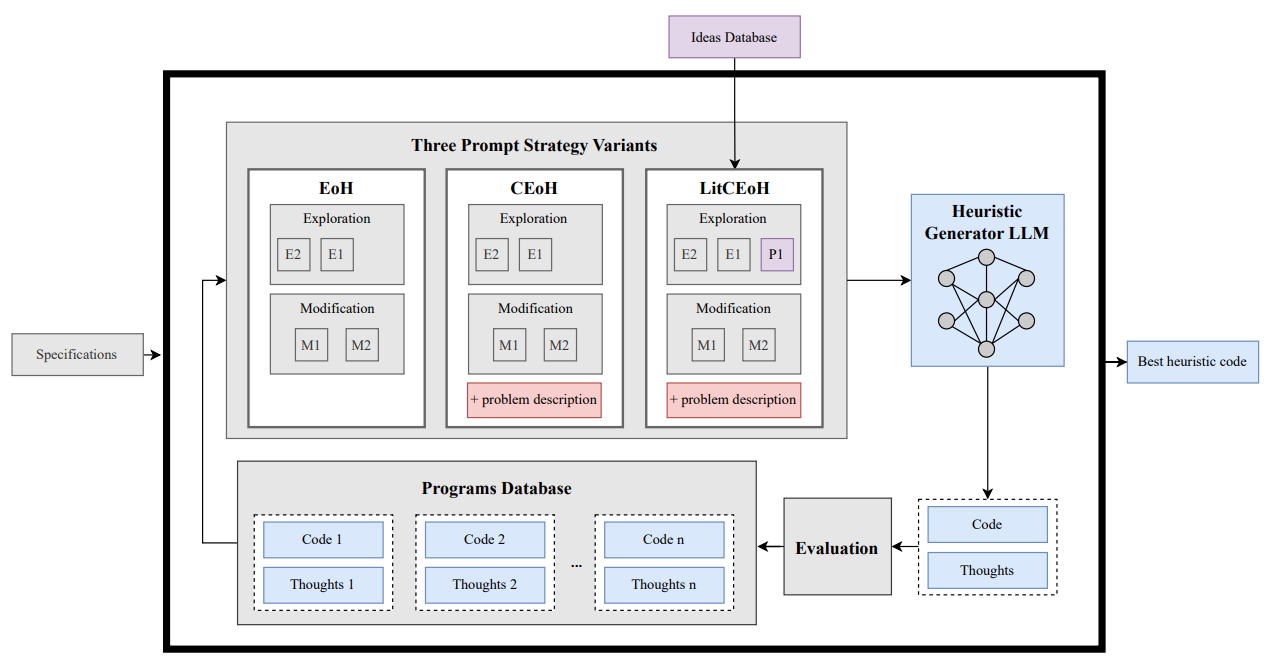 Ideas Database
Three Prompt Strategy Variants
EoH
Exploration
E2
E1
Modification
M1
M2
CEoH
Exploration
E2
E1
Modification
M1
M2
+ problem description
LitCEoH
Exploration
E2
E1
P1
Modification
M1
M2
+ problem description
Heuristic
Generator LLM
Specifications
Best heuristic code
Programs Database
Code 1
Thoughts 1
Code 2
Thoughts 2
...
Code n
Thoughts n
Evaluation
Code
Thoughts